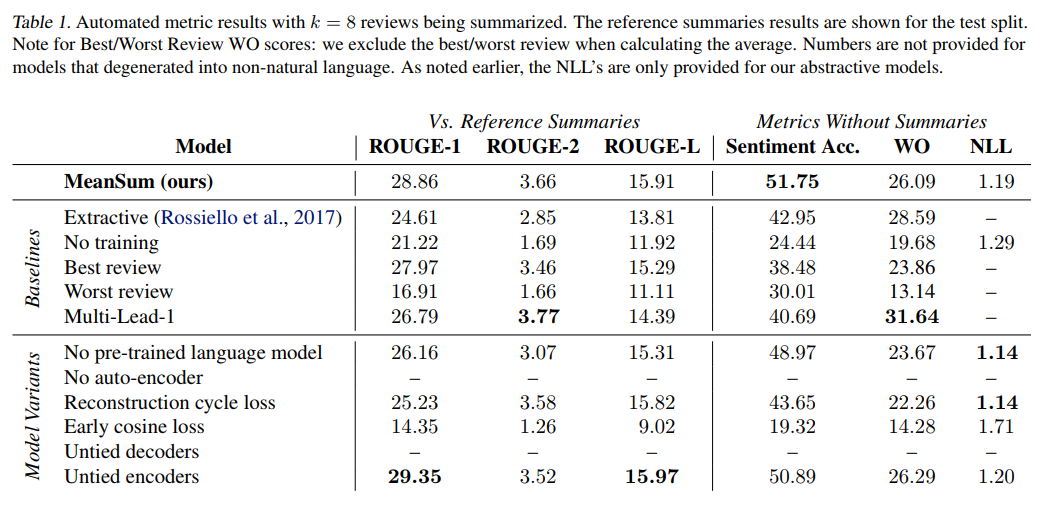 Table 1. Automated metric results with k = 8 reviews being summarized. The reference summaries results are shown for the test split.
Note for Best/Worst Review WO scores: we exclude the best/worst review when calculating the average. Numbers are not provided for
models that degenerated into non-natural language. As noted earlier, the NLL's are only provided for our abstractive models.
Vs. Reference Summaries Metrics Without Summaries
Model ROUGE-1 ROUGE-2 ROUGE-L Sentiment Acc. WO NLL
MeanSum (ours) 28.86 3.66 15.91 51.75 26.09 1.19
Baselines
Extractive (Rossiello et al., 2017) 24.61 2.85 13.81 42.95 28.59 –
No training 21.22 1.69 11.92 24.44 19.68 1.29
Best review 27.97 3.46 15.29 38.48 23.86 –
Worst review 16.91 1.66 11.11 30.01 13.14 –
Multi-Lead-1 26.79 3.77 14.39 40.69 31.64 –
Model Variants
No pre-trained language model 26.16 3.07 15.31 48.97 23.67 1.14
No auto-encoder – – – – – –
Reconstruction cycle loss 25.23 3.58 15.82 43.65 22.26 1.14
Early cosine loss 14.35 1.26 9.02 19.32 14.28 1.71
Untied decoders – – – – – –
Untied encoders 29.35 3.52 15.97 50.89 26.29 1.20